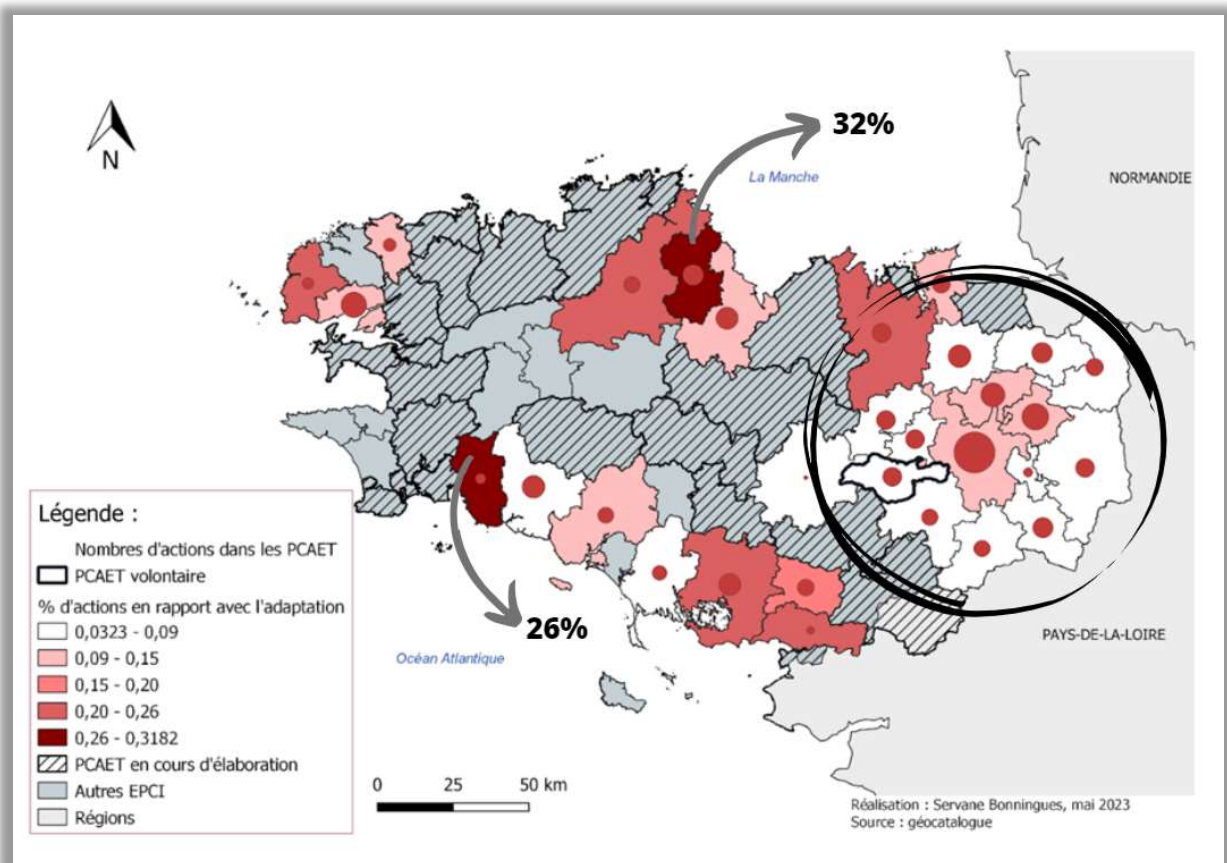 32%
La Manche
NORMANDIE
N
Légende :
Nombres d'actions dans les PCAET
PCAET volontaire
% d'actions en rapport avec l'adaptation
0,0323 - 0,09
0,09 - 0,15
0,15 - 0,20
0,20 - 0,26
0,26 - 0,3182
PCAET en cours d'élaboration
Autres EPCI
Régions
26%
Océan Atlantique
PAYS-DE-LA-LOIRE
0 25 50 km
Réalisation : Servane Bonningues, mai 2023
Source : géocatalogue